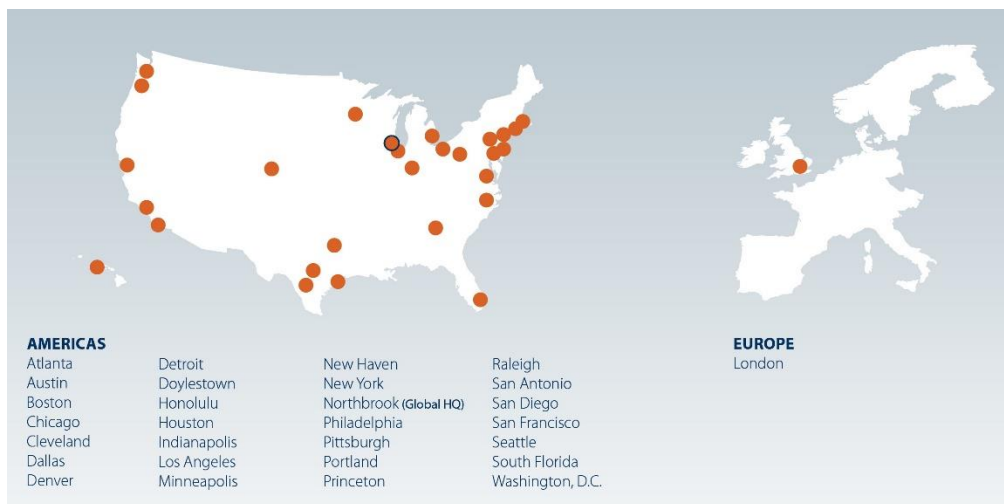 AMERICAS
Atlanta
Austin
Boston
Chicago
Cleveland
Dallas
Denver
Detroit
Doylestown
Honolulu
Houston
Indianapolis
Los Angeles
Minneapolis
New Haven
New York
Northbrook (Global HQ)
Philadelphia
Pittsburgh
Portland
Princeton
Raleigh
San Antonio
San Diego
San Francisco
Seattle
South Florida
Washington, D.C.
EUROPE
London